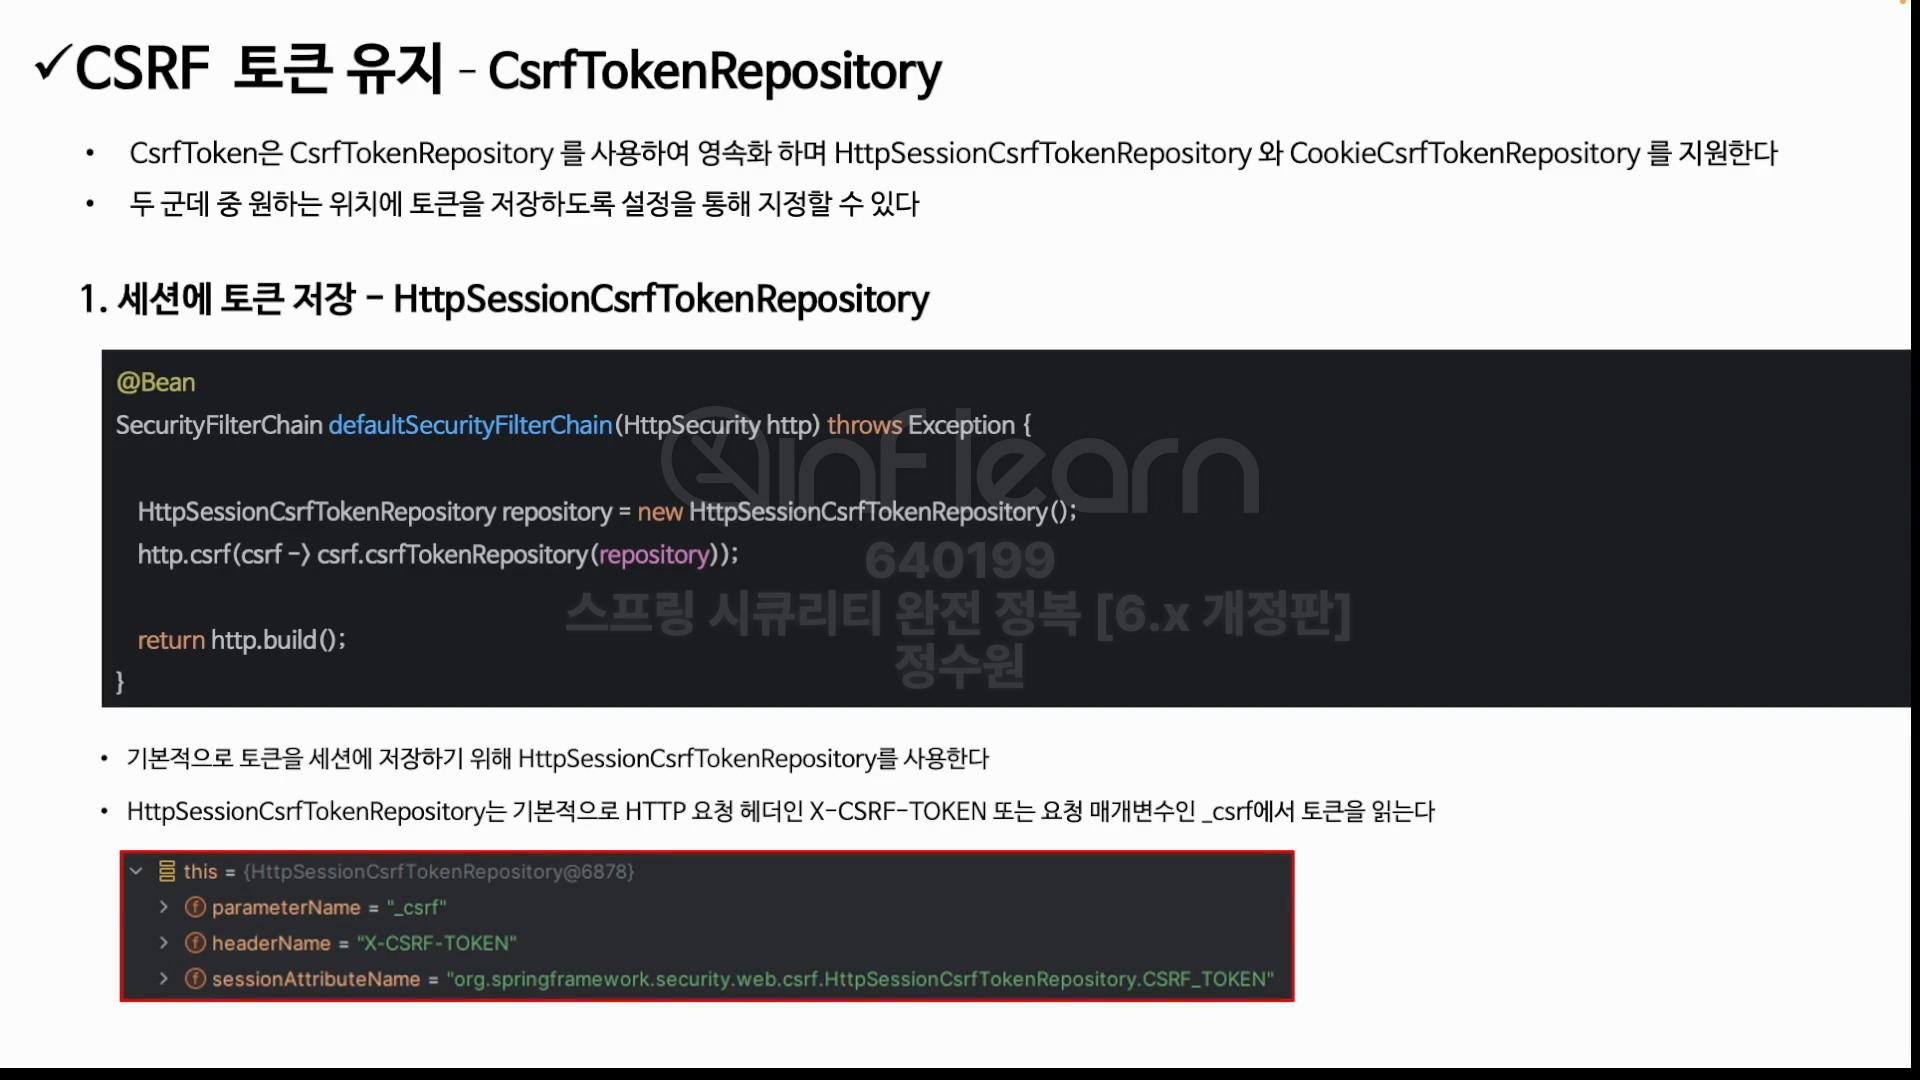 ✓CSRF 토큰 유지 - CsrfTokenRepository
• CsrfToken은 CsrfTokenRepository 를 사용하여 영속화 하며 HttpSessionCsrfTokenRepository 와 CookieCsrfTokenRepository 를 지원한다
• 두 군데 중 원하는 위치에 토큰을 저장하도록 설정을 통해 지정할 수 있다
1. 세션에 토큰 저장 – HttpSessionCsrfTokenRepository
@Bean
SecurityFilterChain defaultSecurityFilterChain(HttpSecurity http) throws Exception {
HttpSessionCsrfTokenRepository repository = new HttpSessionCsrfTokenRepository();
http.csrf(csrf -> csrf.csrfTokenRepository(repository));
return http.build();
}
inflearn
640199
스프링 시큐리티 완전 정복 [6.x 개정판]
정수원
• 기본적으로 토큰을 세션에 저장하기 위해 HttpSessionCsrfTokenRepository를 사용한다
• HttpSessionCsrfTokenRepository는 기본적으로 HTTP 요청 헤더인 X-CSRF-TOKEN 또는 요청 매개변수인 _csrf에서 토큰을 읽는다
this = {HttpSessionCsrfTokenRepository@6878}
f parameterName = "_csrf"
f headerName = "X-CSRF-TOKEN"
f sessionAttributeName = "org.springframework.security.web.csrf.HttpSessionCsrfTokenRepository.CSRF_TOKEN"